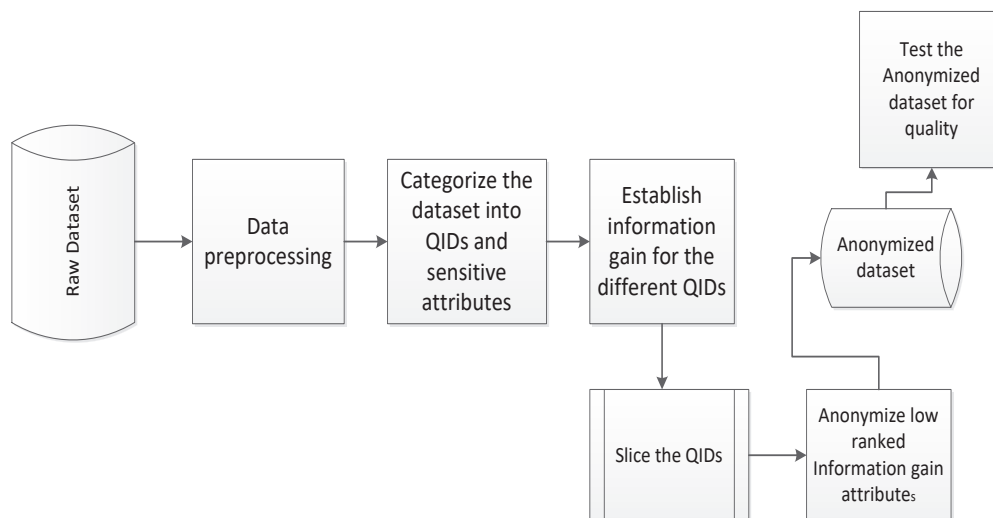 Raw Dataset
Data
preprocessing
Categorize the
dataset into
QIDs and
sensitive
attributes
Establish
information
gain for the
different QIDs
Slice the QIDs
Anonymize low
ranked
Information gain
attributes
Anonymized
dataset
Test the
Anonymized
dataset for
quality